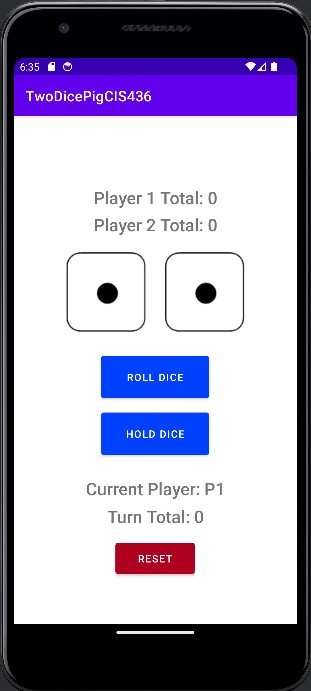 6:35
TwoDicePigCIS436
Player 1 Total: 0
Player 2 Total: 0
ROLL DICE
HOLD DICE
Current Player: P1
Turn Total: 0
RESET